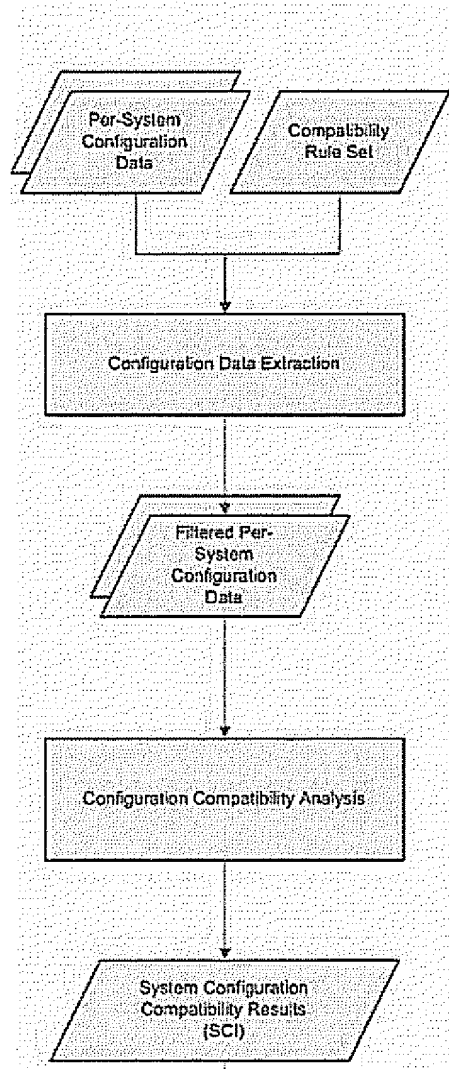 Per-System
Configuration
Data
Compatibility
Rule Set
Configuration Data Extraction
Filtered Per-
System
Configuration
Data
Configuration Compatibility Analysis
System Configuration
Compatibility Results
(SCI)